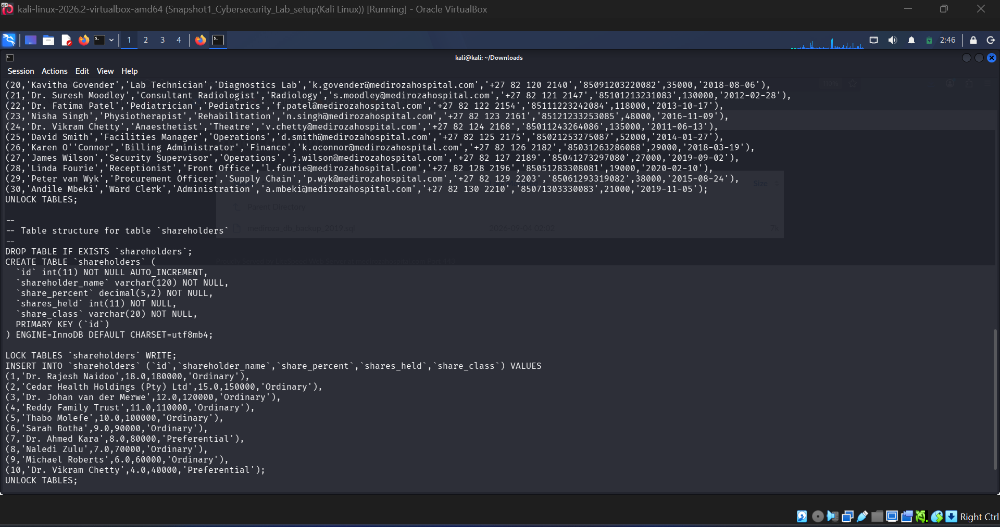 kali-linux-2026.2-virtualbox-amd64 (Snapshot1_Cybersecurity_Lab_setup(Kali Linux)) [Running] - Oracle VirtualBox
1 2 3 4 2:46
kali@kali: ~/Downloads
Session Actions Edit View Help
(20,'Kavitha Govender','Lab Technician','Diagnostics Lab','k.govender@medirozahospital.com','+27 82 120 2140','85091203220082',35000,'2018-08-06'),
(21,'Dr. Suresh Moodley','Consultant Radiologist','Radiology','s.moodley@medirozahospital.com','+27 82 121 2147','85101213231083',130000,'2012-02-28'),
(22,'Dr. Fatima Patel','Pediatrician','Pediatrics','f.patel@medirozahospital.com','+27 82 122 2154','85111223242084',118000,'2013-10-17'),
(23,'Nisha Singh','Physiotherapist','Rehabilitation','n.singh@medirozahospital.com','+27 82 123 2161','85121233253085',48000,'2016-11-09'),
(24,'Dr. Vikram Chetty','Anaesthetist','Theatre','v.chetty@medirozahospital.com','+27 82 124 2168','85011243264086',135000,'2011-06-13'),
(25,'David Smith','Facilities Manager','Operations','d.smith@medirozahospital.com','+27 82 125 2175','85021253275087',52000,'2014-01-27'),
(26,'Karen O''Connor','Billing Administrator','Finance','k.oconnor@medirozahospital.com','+27 82 126 2182','85031263286088',29000,'2018-03-19'),
(27,'James Wilson','Security Supervisor','Operations','j.wilson@medirozahospital.com','+27 82 127 2189','85041273297080',27000,'2019-09-02'),
(28,'Linda Fourie','Receptionist','Front Office','l.fourie@medirozahospital.com','+27 82 128 2196','85051283308081',19000,'2020-02-10'),
(29,'Peter van Wyk','Procurement Officer','Supply Chain','p.wyk@medirozahospital.com','+27 82 129 2203','85061293319082',38000,'2015-08-24'),
(30,'Andile Mbeki','Ward Clerk','Administration','a.mbeki@medirozahospital.com','+27 82 130 2210','85071303330083',21000,'2019-11-05');
Size
UNLOCK TABLES;
Parent Directory
--
-- Table structure for table `shareholders`
mediroza_db_backup_2019.sql 2026-09-04 02:02 7k
--
DROP TABLE IF EXISTS `shareholders`;
CREATE TABLE `shareholders` (
`id` int(11) NOT NULL AUTO_INCREMENT,
`shareholder_name` varchar(120) NOT NULL,
`share_percent` decimal(5,2) NOT NULL,
`shares_held` int(11) NOT NULL,
`share_class` varchar(20) NOT NULL,
PRIMARY KEY (`id`)
) ENGINE=InnoDB DEFAULT CHARSET=utf8mb4;
LOCK TABLES `shareholders` WRITE;
INSERT INTO `shareholders` (`id`,`shareholder_name`,`share_percent`,`shares_held`,`share_class`) VALUES
(1,'Dr. Rajesh Naidoo',18.0,180000,'Ordinary'),
(2,'Cedar Health Holdings (Pty) Ltd',15.0,150000,'Ordinary'),
(3,'Dr. Johan van der Merwe',12.0,120000,'Ordinary'),
(4,'Reddy Family Trust',11.0,110000,'Ordinary'),
(5,'Thabo Molefe',10.0,100000,'Ordinary'),
(6,'Sarah Botha',9.0,90000,'Ordinary'),
(7,'Dr. Ahmed Kara',8.0,80000,'Preferential'),
(8,'Naledi Zulu',7.0,70000,'Ordinary'),
(9,'Michael Roberts',6.0,60000,'Ordinary'),
(10,'Dr. Vikram Chetty',4.0,40000,'Preferential');
UNLOCK TABLES;
Right Ctrl